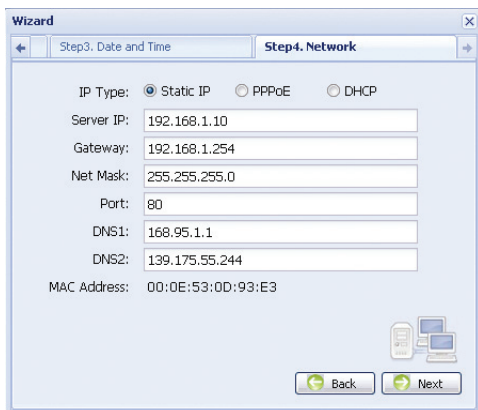 Wizard
Step3. Date and Time
Step4. Network
IP Type: Static IP PPPoE DHCP
Server IP: 192.168.1.10
Gateway: 192.168.1.254
Net Mask: 255.255.255.0
Port: 80
DNS1: 168.95.1.1
DNS2: 139.175.55.244
MAC Address: 00:0E:53:0D:93:E3
Back Next